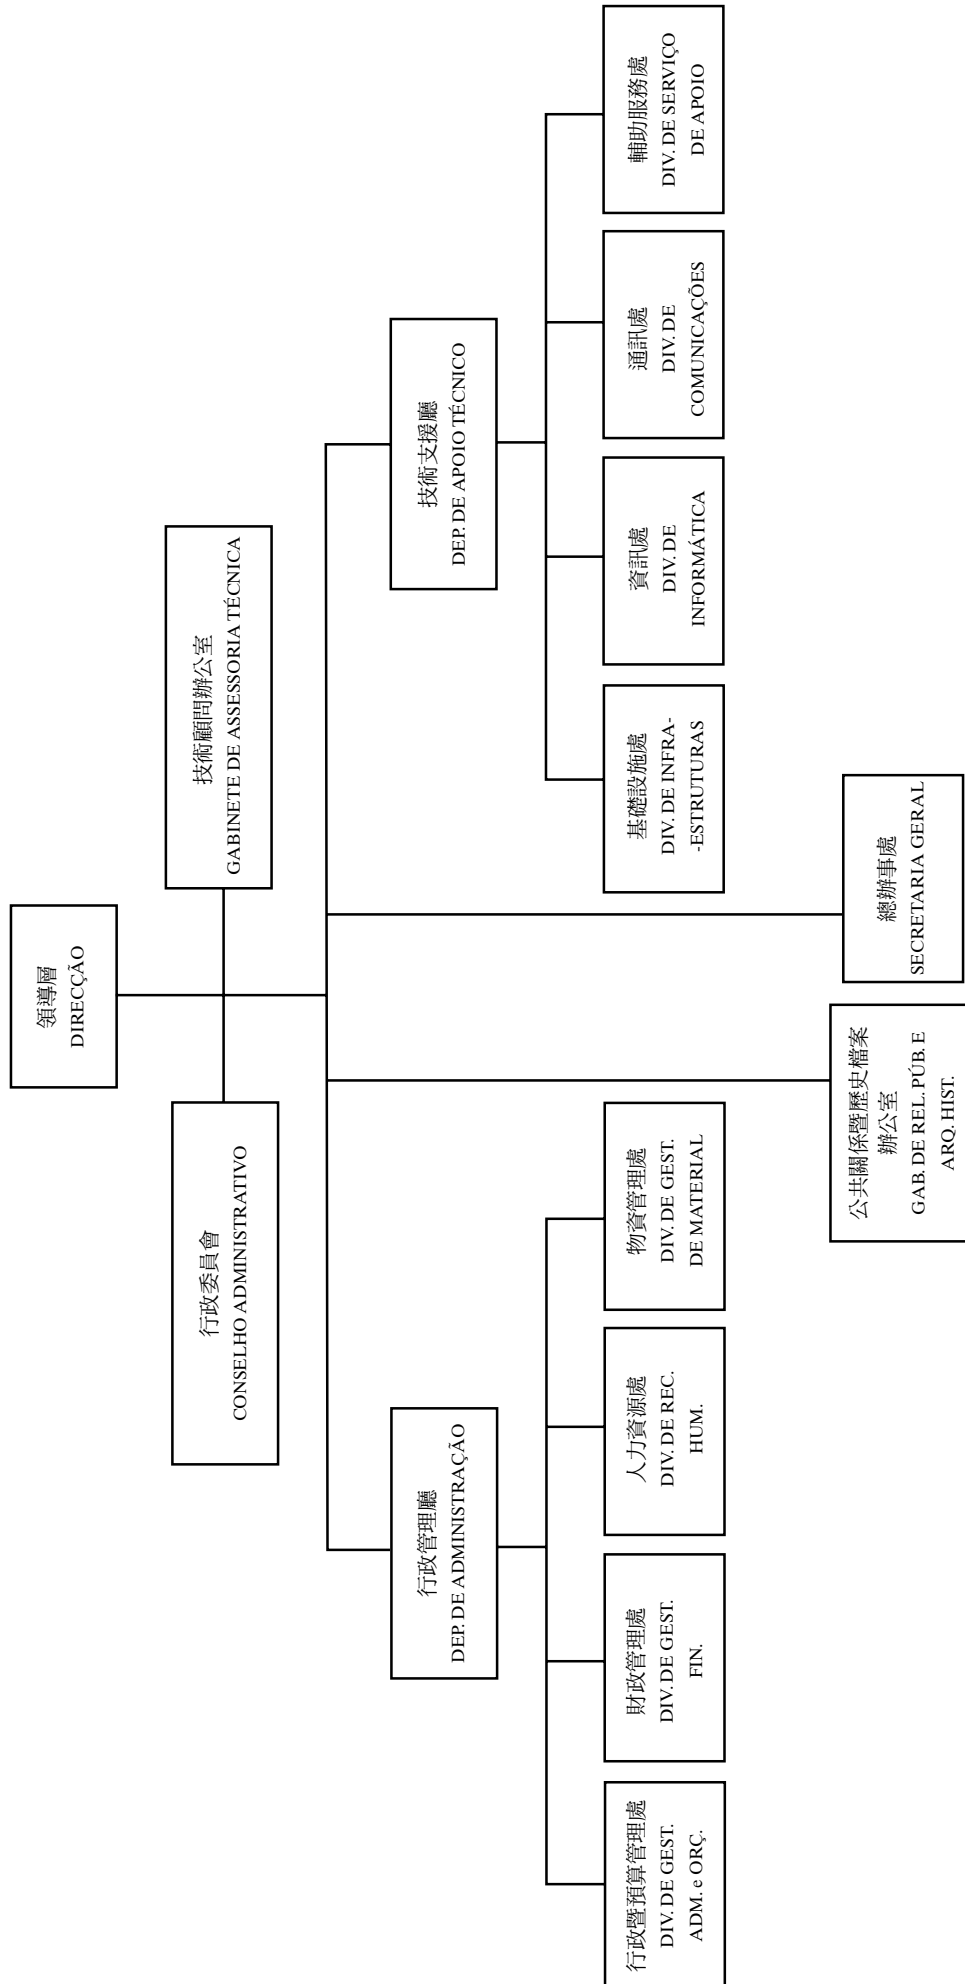 領導層
DIRECÇÃO
行政委員會
CONSELHO ADMINISTRATIVO
技術顧問辦公室
GABINETE DE ASSESSORIA TÉCNICA
行政管理廳
DEP. DE ADMINISTRAÇÃO
技術支援廳
DEP. DE APOIO TÉCNICO
行政暨預算管理處
DIV. DE GEST.
ADM. e ORÇ.
財政管理處
DIV. DE GEST.
FIN.
人力資源處
DIV. DE REC.
HUM.
物資管理處
DIV. DE GEST.
DE MATERIAL
基礎設施處
DIV. DE INFRA-
-ESTRUTURAS
資訊處
DIV. DE
INFORMÁTICA
通訊處
DIV. DE
COMUNICAÇÕES
輔助服務處
DIV. DE SERVIÇO
DE APOIO
公共關係暨歷史檔案
辦公室
GAB. DE REL. PÚB. E
ARQ. HIST.
總辦事處
SECRETARIA GERAL